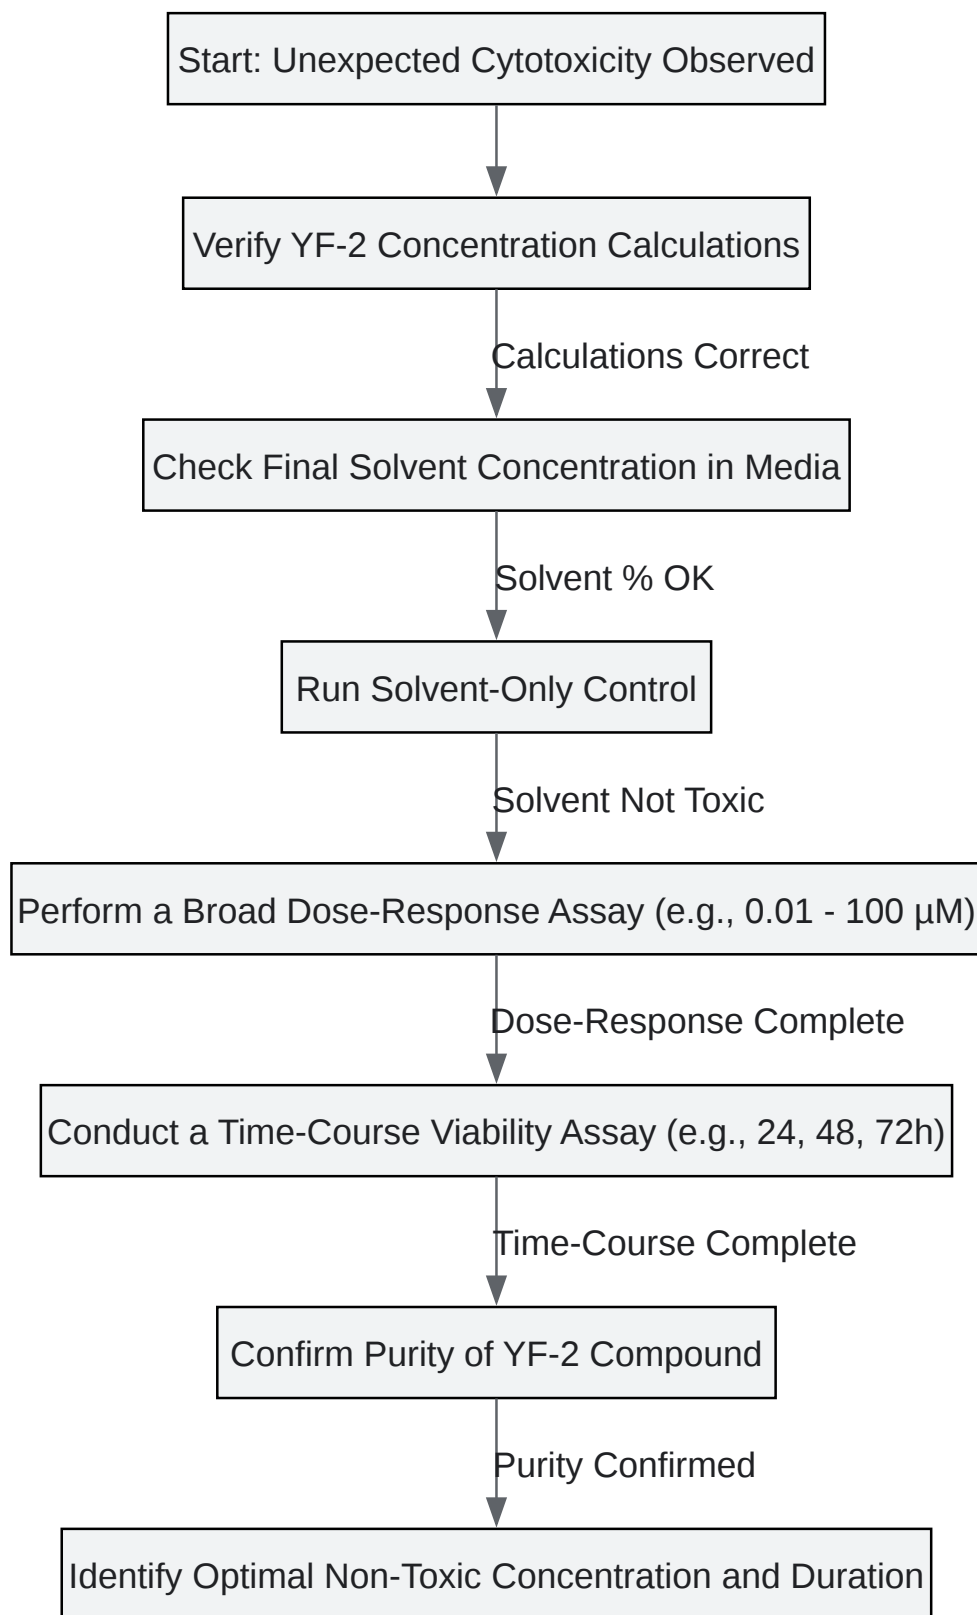 Start: Unexpected Cytotoxicity Observed
Verify YF-2 Concentration Calculations
Calculations Correct
Check Final Solvent Concentration in Media
Solvent % OK
Run Solvent-Only Control
Solvent Not Toxic
Perform a Broad Dose-Response Assay (e.g., 0.01 - 100 µM)
Dose-Response Complete
Conduct a Time-Course Viability Assay (e.g., 24, 48, 72h)
Time-Course Complete
Confirm Purity of YF-2 Compound
Purity Confirmed
Identify Optimal Non-Toxic Concentration and Duration